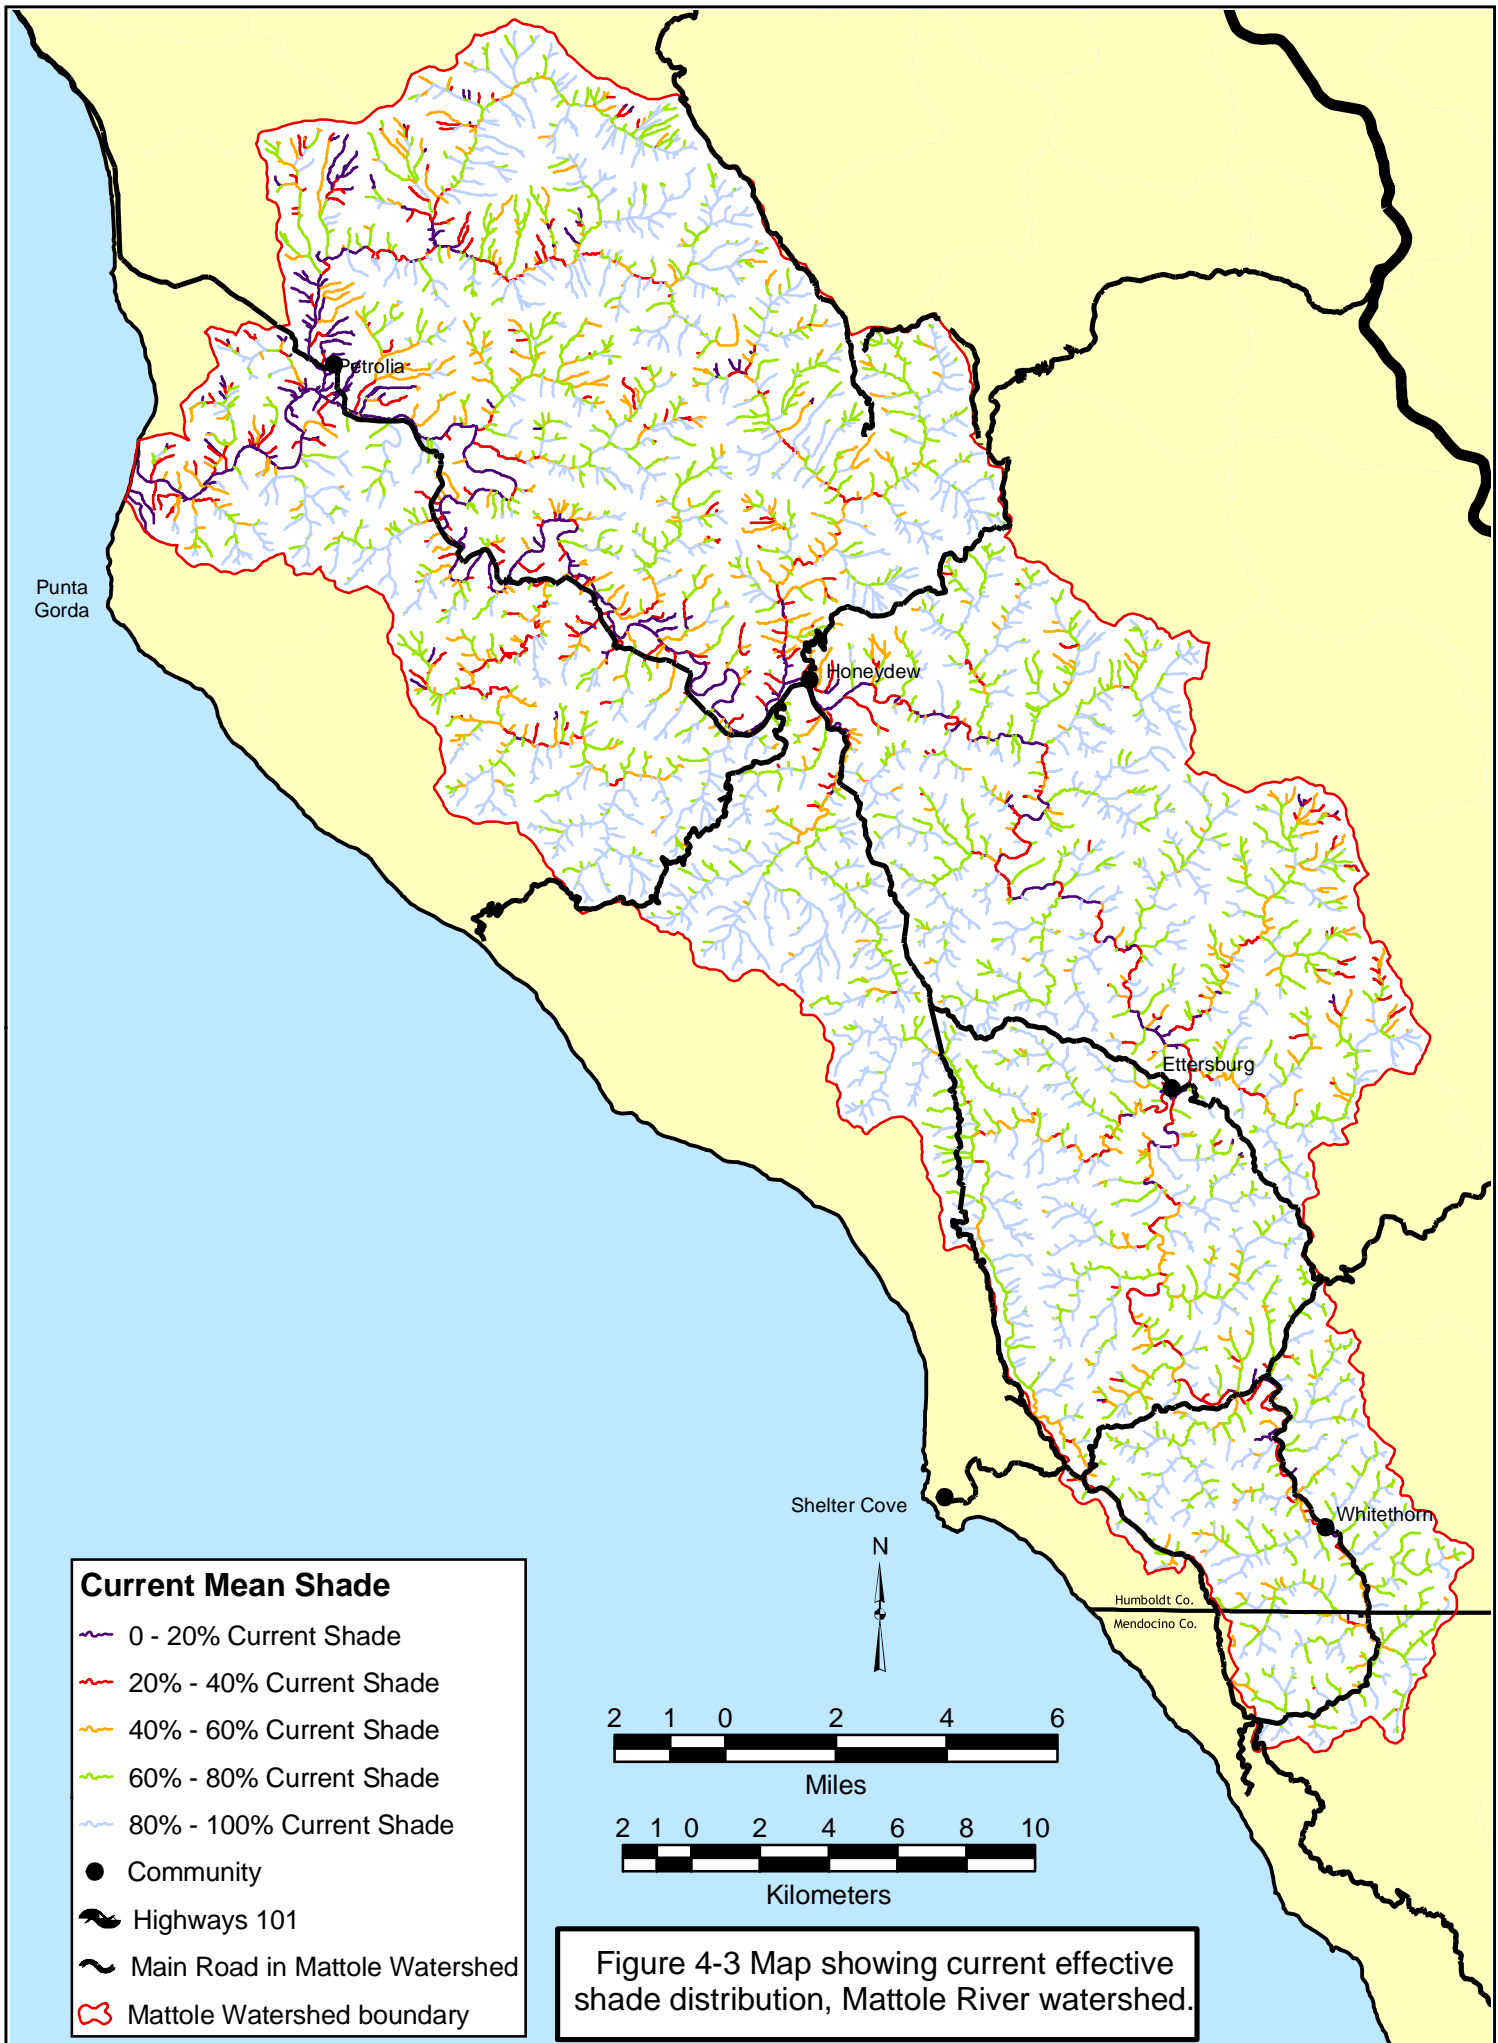 Petrolia
Punta
Gorda
Honeydew
Ettersburg
Shelter Cove
Whitethorn
N
Humboldt Co.
Mendocino Co.
Current Mean Shade
0 - 20% Current Shade
20% - 40% Current Shade
40% - 60% Current Shade
60% - 80% Current Shade
80% - 100% Current Shade
Community
Highways 101
Main Road in Mattole Watershed
Mattole Watershed boundary
2 1 0 2 4 6
Miles
2 1 0 2 4 6 8 10
Kilometers
Figure 4-3 Map showing current effective
shade distribution, Mattole River watershed.